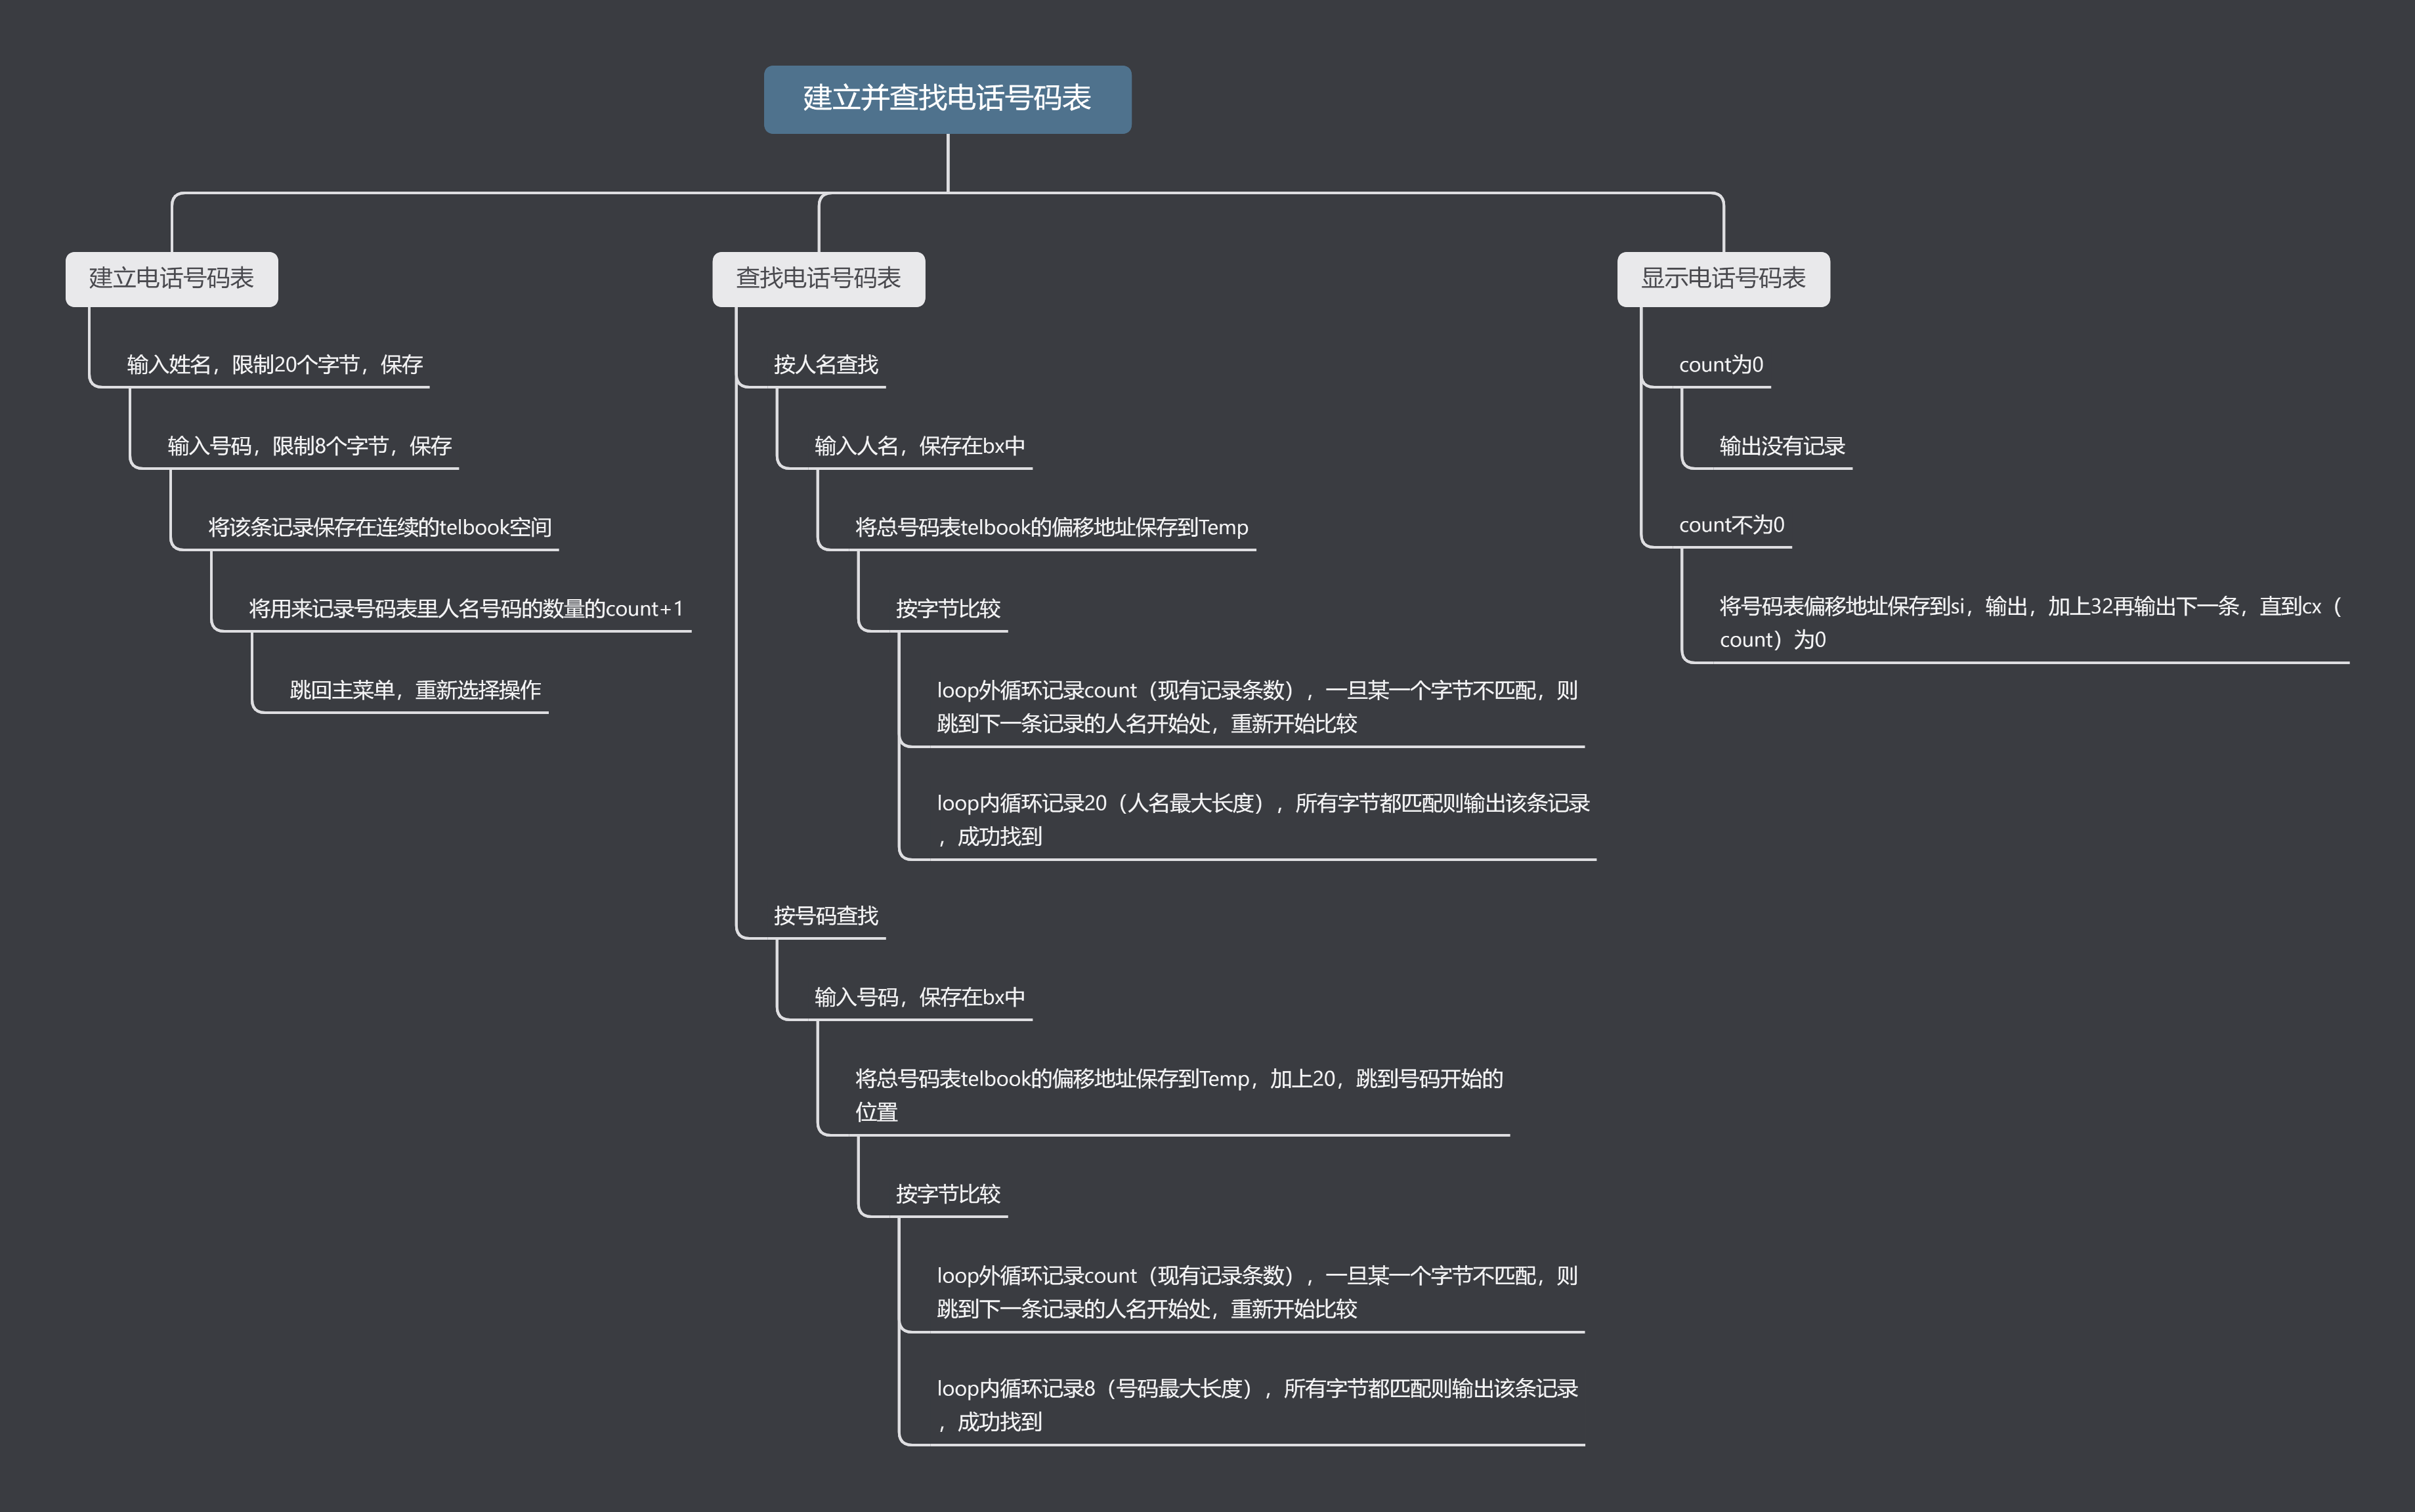 建立并查找电话号码表
建立电话号码表
输入姓名，限制20个字节，保存
输入号码，限制8个字节，保存
将该条记录保存在连续的telbook空间
将用来记录号码表里人名号码的数量的count+1
跳回主菜单，重新选择操作
查找电话号码表
按人名查找
输入人名，保存在bx中
将总号码表telbook的偏移地址保存到Temp
按字节比较
loop外循环记录count（现有记录条数），一旦某一个字节不匹配，则
跳到下一条记录的人名开始处，重新开始比较
loop内循环记录20（人名最大长度），所有字节都匹配则输出该条记录
，成功找到
按号码查找
输入号码，保存在bx中
将总号码表telbook的偏移地址保存到Temp，加上20，跳到号码开始的
位置
按字节比较
loop外循环记录count（现有记录条数），一旦某一个字节不匹配，则
跳到下一条记录的人名开始处，重新开始比较
loop内循环记录8（号码最大长度），所有字节都匹配则输出该条记录
，成功找到
显示电话号码表
count为0
输出没有记录
count不为0
将号码表偏移地址保存到si，输出，加上32再输出下一条，直到cx（
count）为0